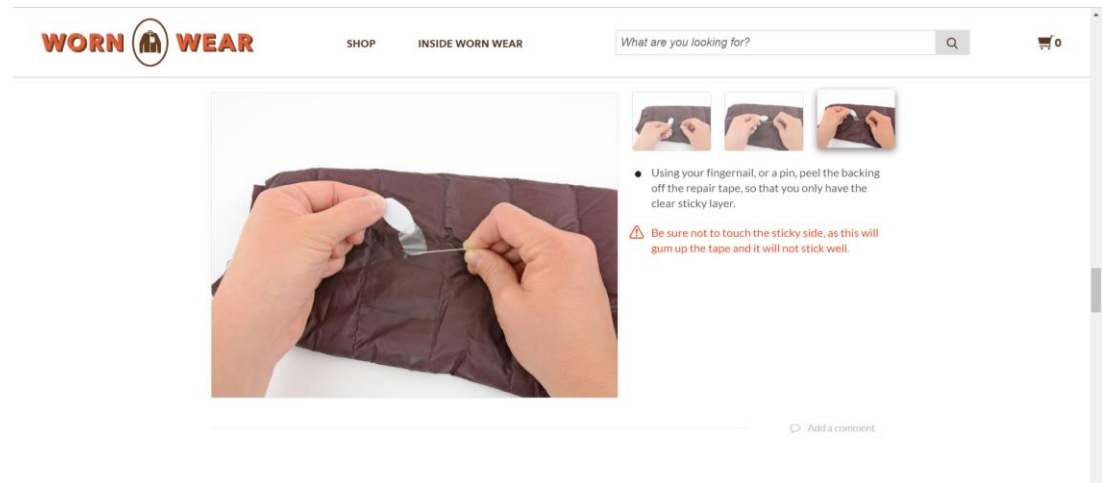 WORN WEAR
SHOP
INSIDE WORN WEAR
What are you looking for?
0
Using your fingernail, or a pin, peel the backing
off the repair tape, so that you only have the
clear sticky layer.
Be sure not to touch the sticky side, as this will
gum up the tape and it will not stick well.
Add a comment